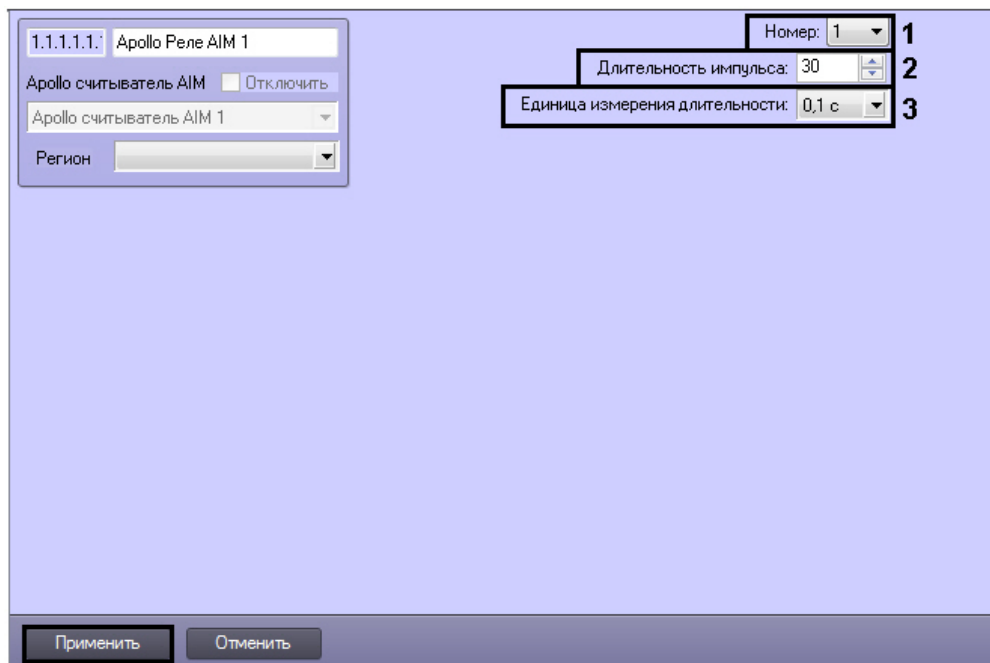 1.1.1.1.1. Apollo Реле AIM 1
Apollo считыватель AIM Отключить
Apollo считыватель AIM 1
Регион
Номер: 1 1
Длительность импульса: 30 2
Единица измерения длительности: 0,1 с 3
Применить Отменить